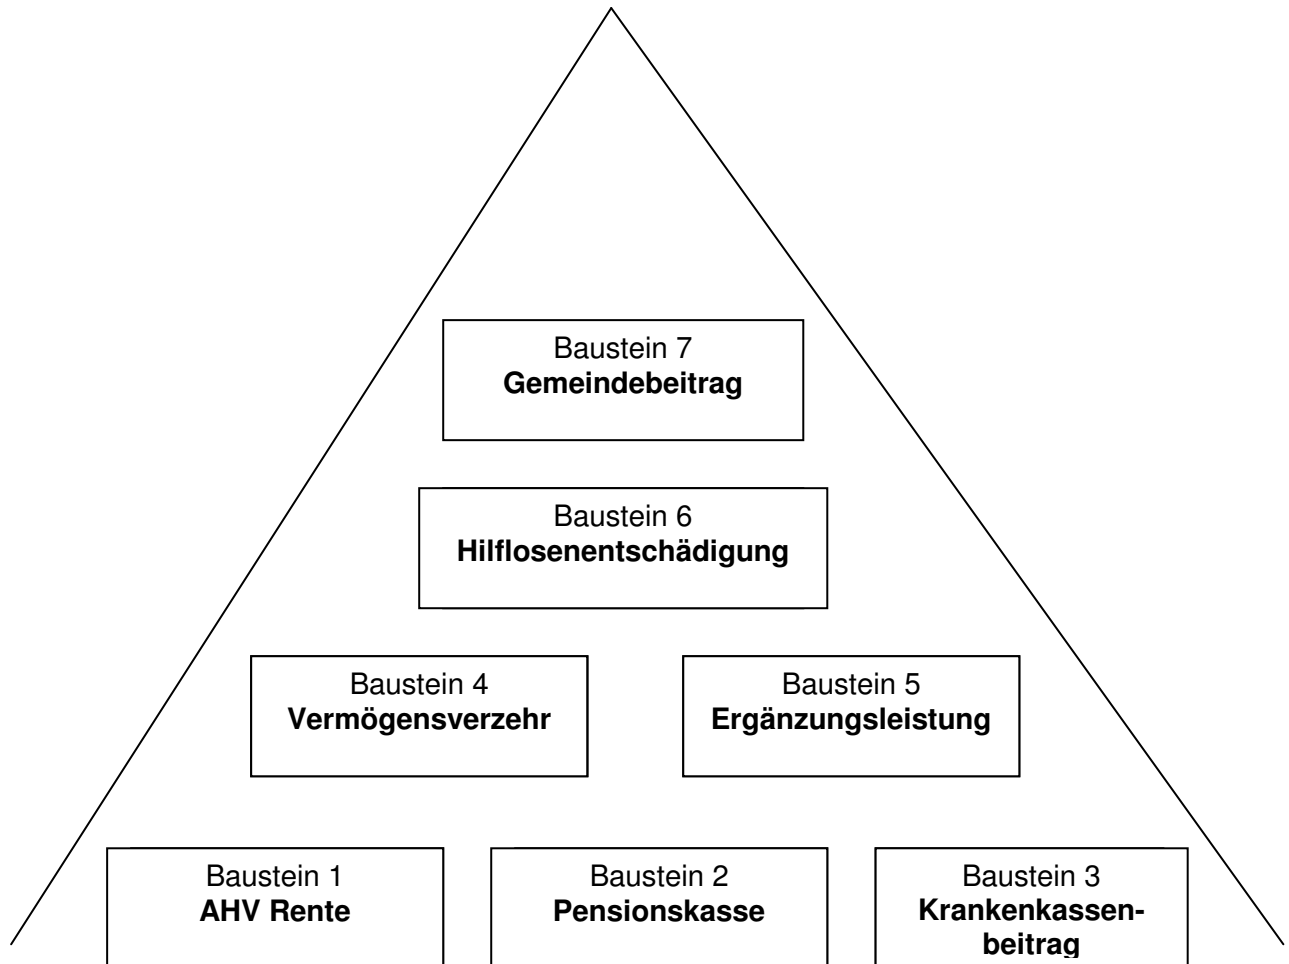 Baustein 7
Gemeindebeitrag
Baustein 6
Hilflosenentschädigung
Baustein 4
Vermögensverzehr
Baustein 5
Ergänzungsleistung
Baustein 1
AHV Rente
Baustein 2
Pensionskasse
Baustein 3
Krankenkassen-
beitrag